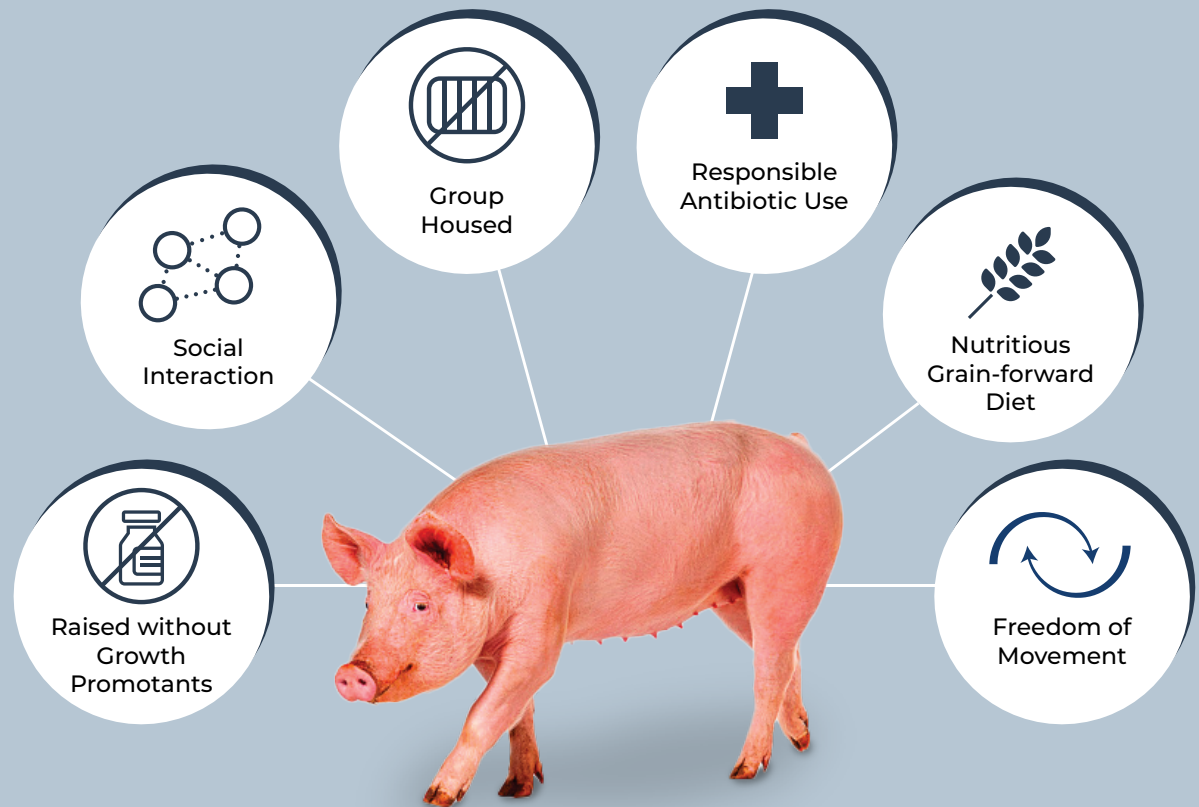 Group
Housed
Responsible
Antibiotic Use
Social
Interaction
Nutritious
Grain-forward
Diet
Raised without
Growth
Promotants
Freedom of
Movement